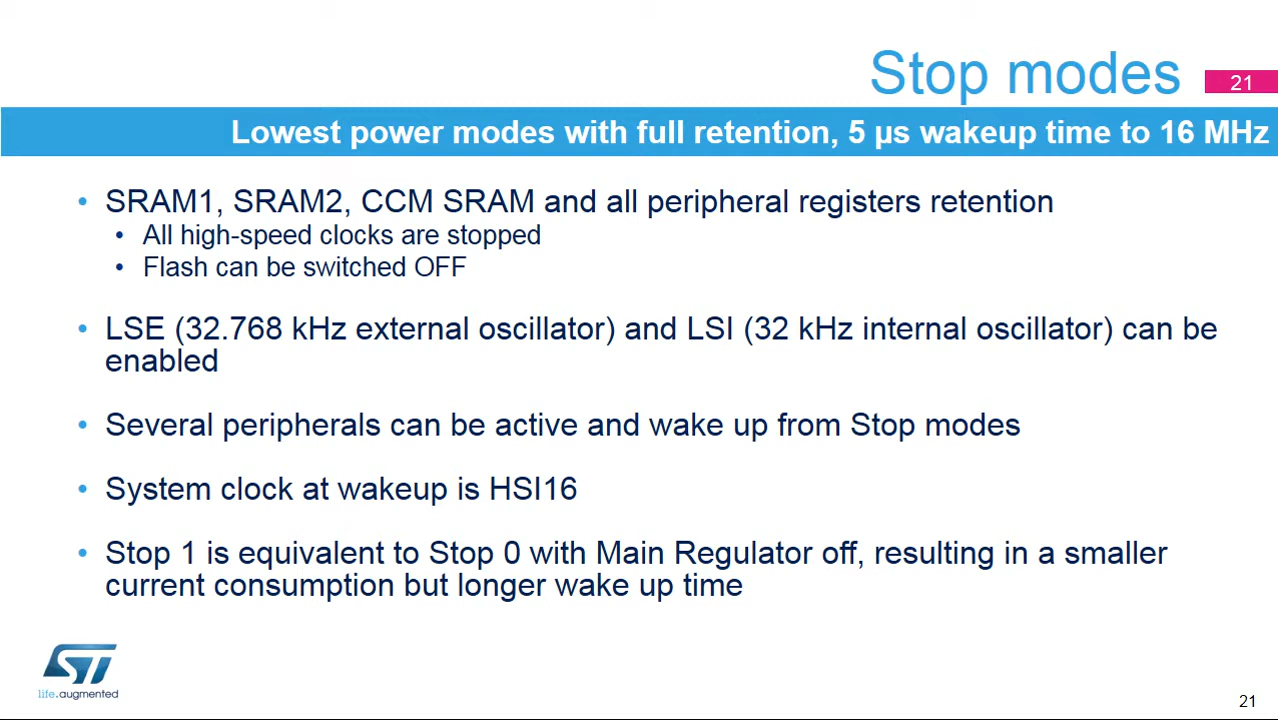 Stop modes
21
Lowest power modes with full retention, 5 µs wakeup time to 16 MHz
• SRAM1, SRAM2, CCM SRAM and all peripheral registers retention
• All high-speed clocks are stopped
• Flash can be switched OFF
• LSE (32.768 kHz external oscillator) and LSI (32 kHz internal oscillator) can be
enabled
• Several peripherals can be active and wake up from Stop modes
• System clock at wakeup is HSI16
• Stop 1 is equivalent to Stop 0 with Main Regulator off, resulting in a smaller
current consumption but longer wake up time
ST
life.augmented
21